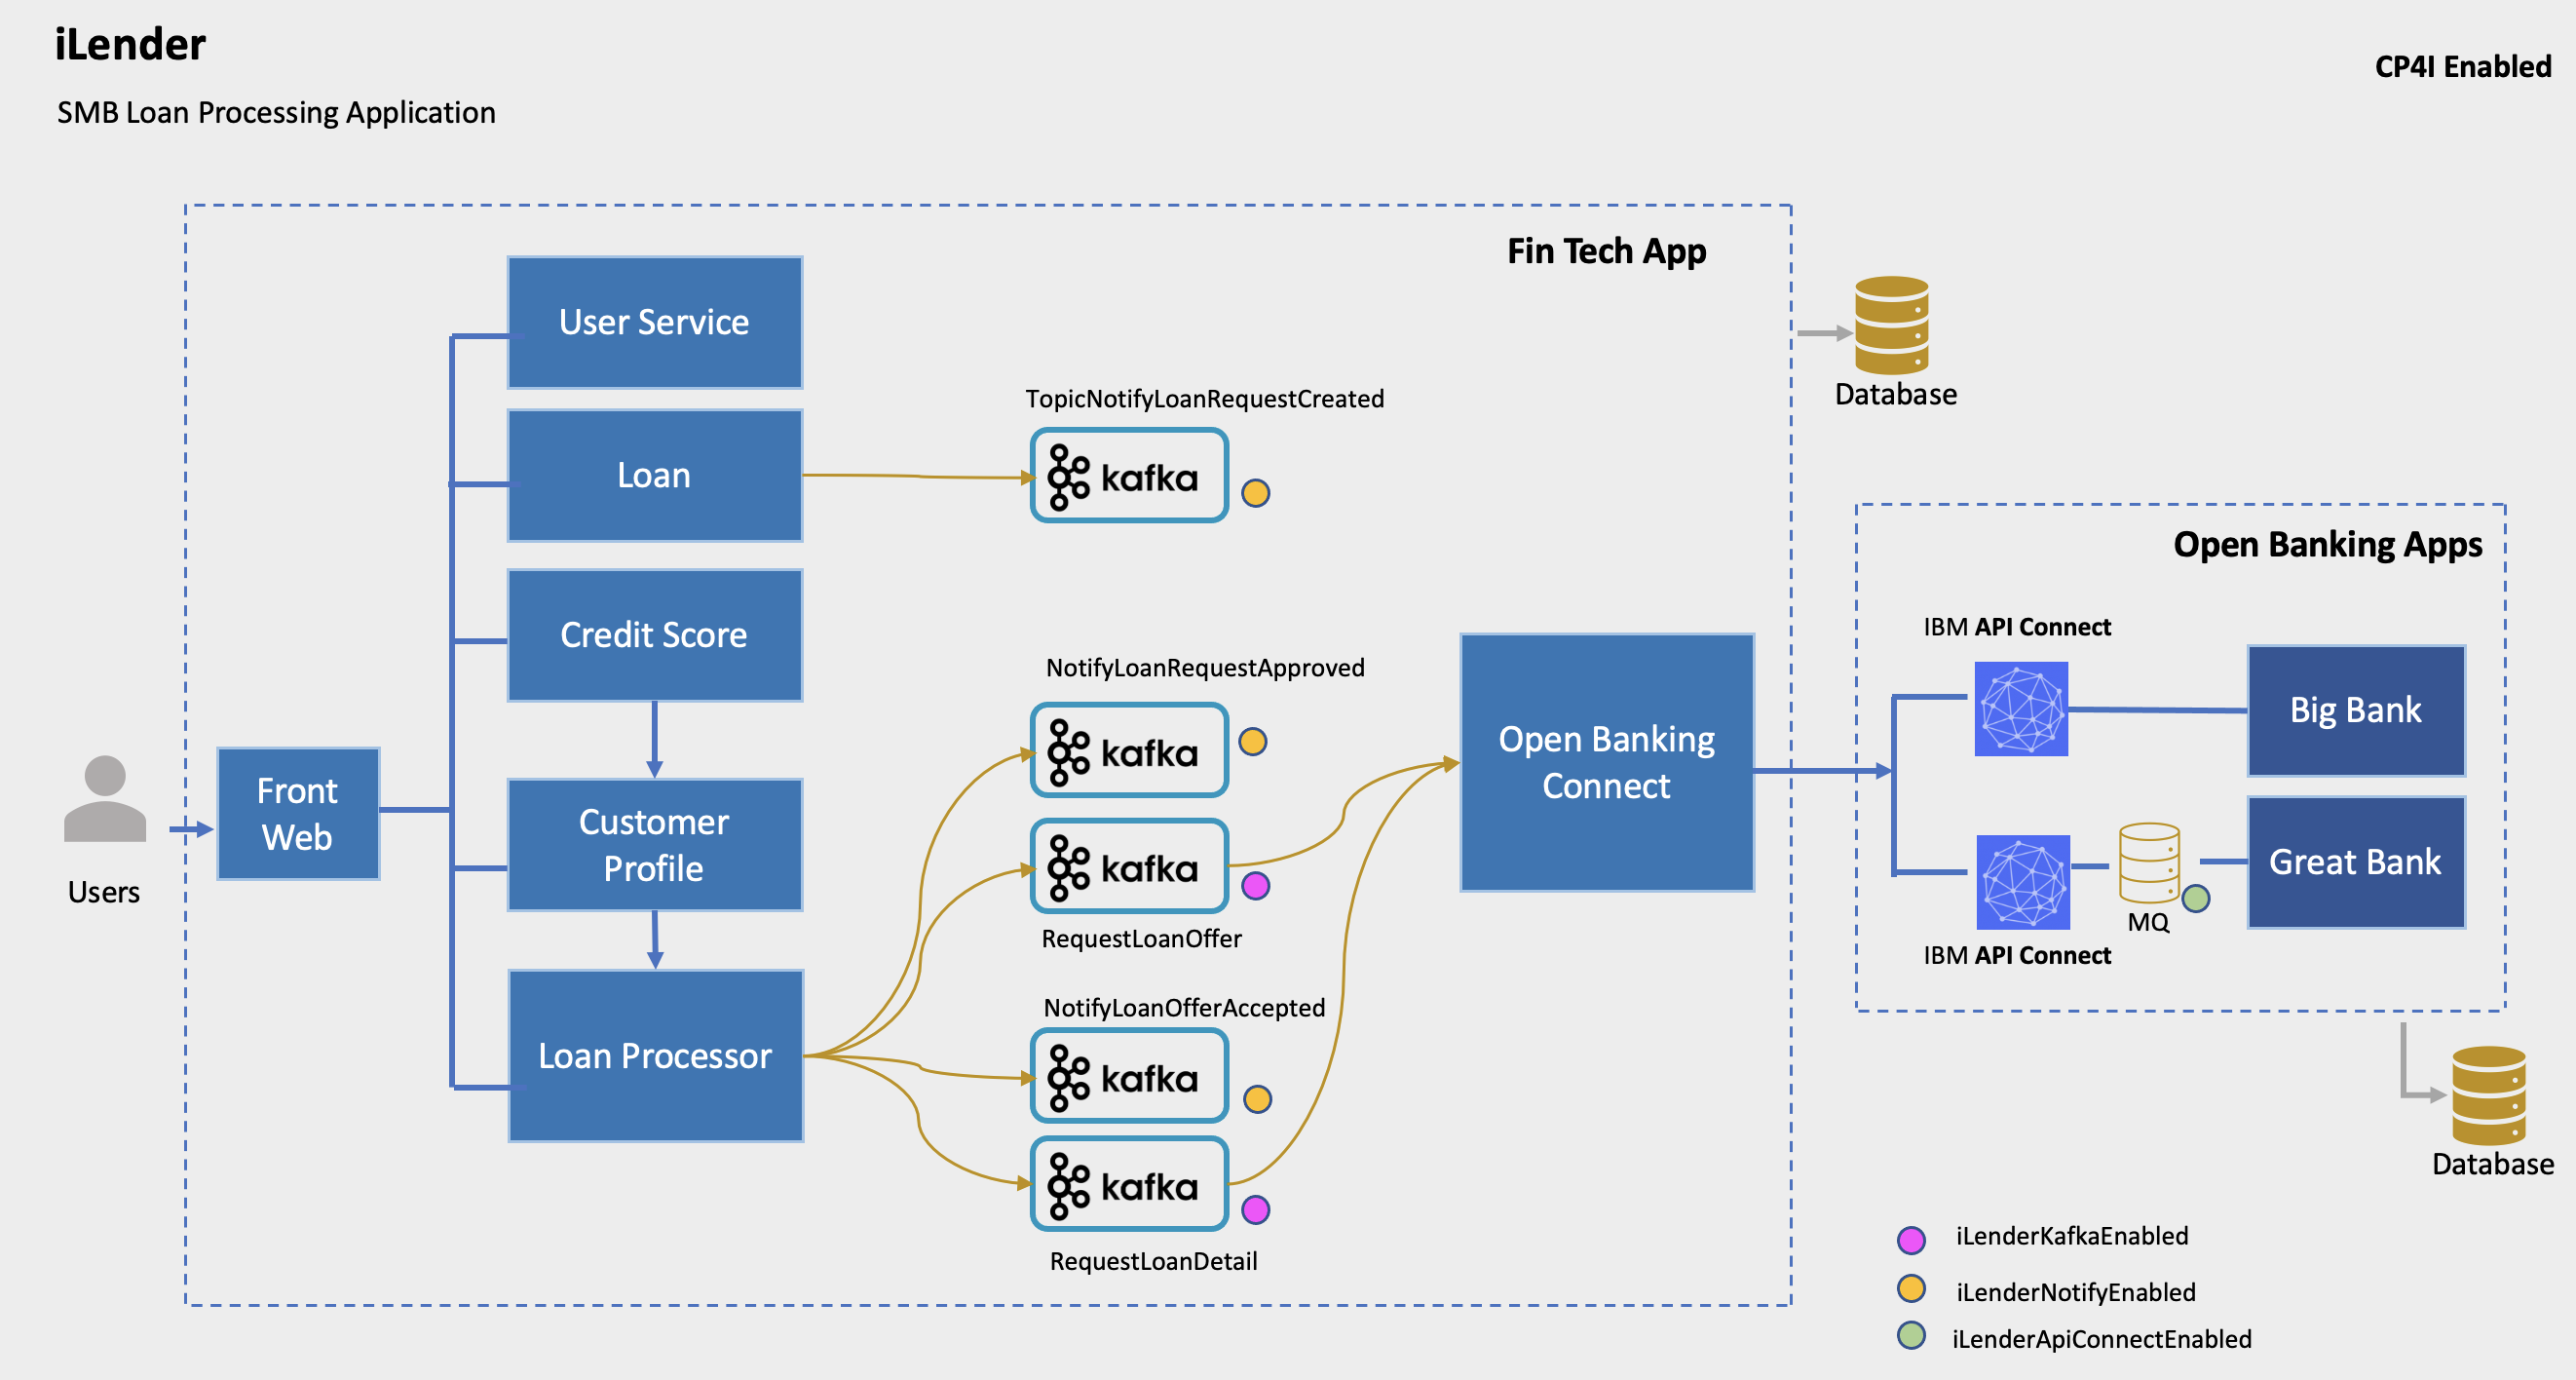 iLender
CP4I Enabled
SMB Loan Processing Application
Fin Tech App
User Service
Database
TopicNotifyLoanRequestCreated
Loan
kafka
Open Banking Apps
Credit Score
IBM API Connect
NotifyLoanRequestApproved
kafka
Big Bank
Open Banking
Connect
Front
Web
Customer
Profile
kafka
Great Bank
Users
MQ
RequestLoanOffer
IBM API Connect
NotifyLoanOfferAccepted
Loan Processor
kafka
Database
kafka
RequestLoanDetail
iLenderKafkaEnabled
iLenderNotifyEnabled
iLenderApiConnectEnabled